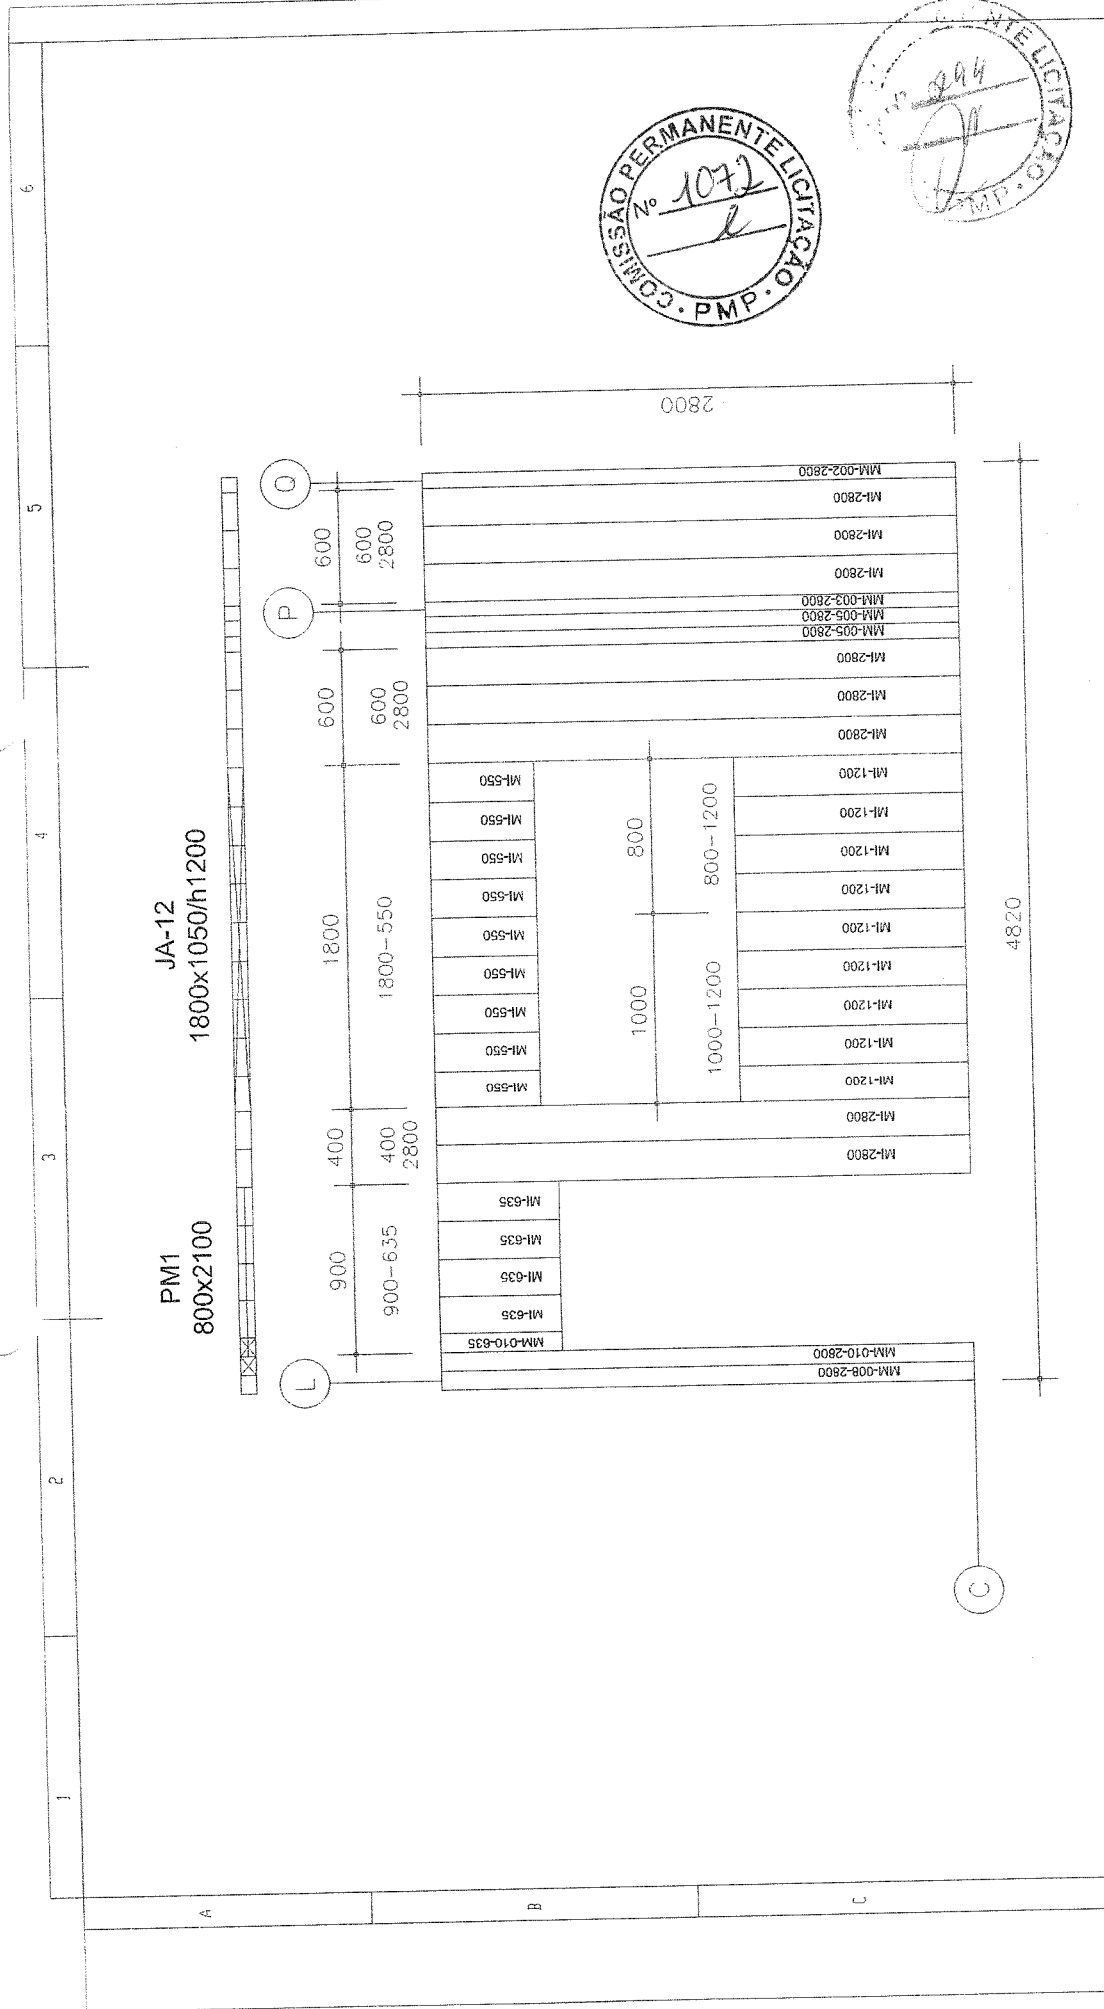 1
2
3
4
5
6
A
B
C
PM1
800x2100
JA-12
1800x1050/h1200
L
P
Q
900
400
1800
600
600
900-635
400
2800
1800-550
600
2800
600
2800
MM-008-2800
MM-010-2800
MM-010-635
MI-635
MI-635
MI-635
MI-635
MI-2800
MI-2800
MI-550
MI-550
MI-550
MI-550
MI-550
MI-550
MI-550
MI-550
MI-550
1000
800
1000-1200
800-1200
MI-1200
MI-1200
MI-1200
MI-1200
MI-1200
MI-1200
MI-1200
MI-1200
MI-1200
MI-2800
MI-2800
MI-2800
MM-005-2800
MM-005-2800
MM-003-2800
MI-2800
MI-2800
MI-2800
MM-002-2800
2800
4820
C
COMISSÃO PERMANENTE LICITAÇÃO · PMP ·
Nº 1072
NTE LICITAÇÃO · PMP